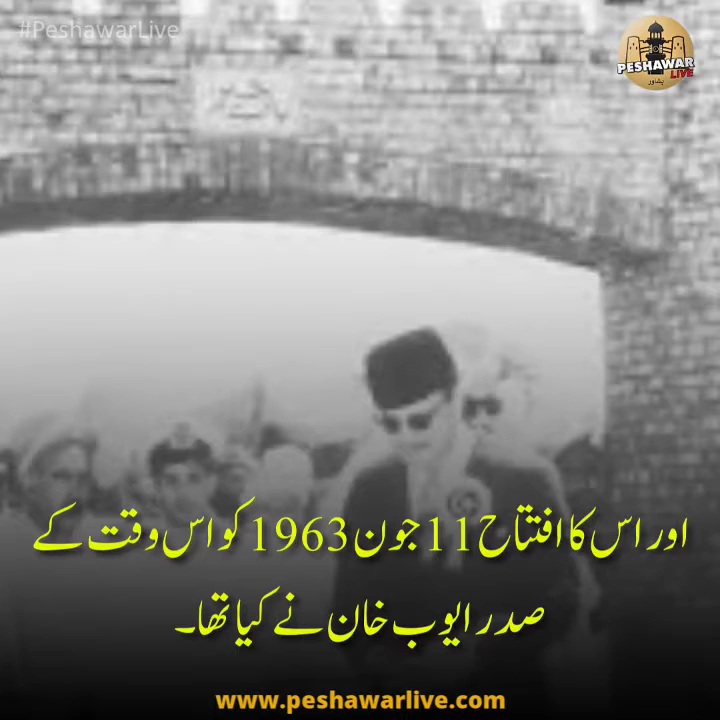 #PeshawarLive
PESHAWAR
LIVE
پشاور
اور اس کا افتتاح 11 جون 1963 کو اس وقت کے
صدر ایوب خان نے کیا تھا۔
www.peshawarlive.com